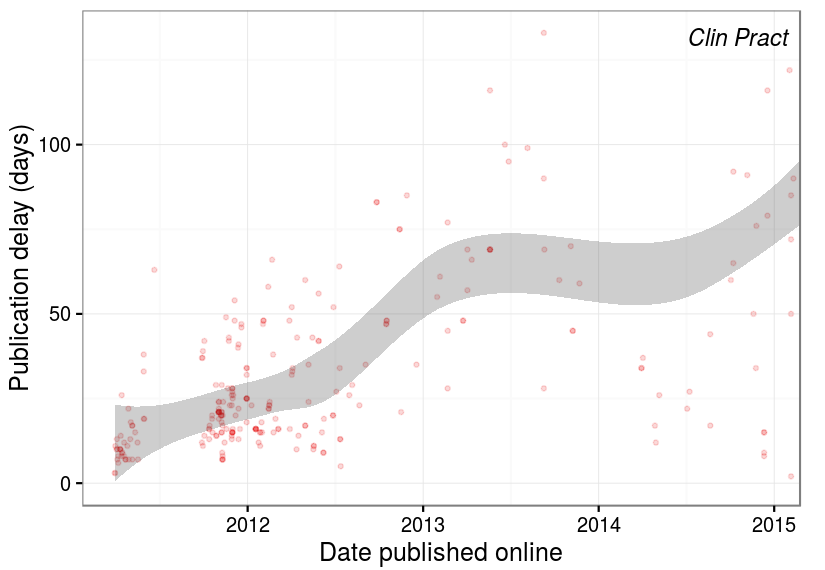 Clin Pract
Publication delay (days)
100
50
0
2012
2013
2014
2015
Date published online